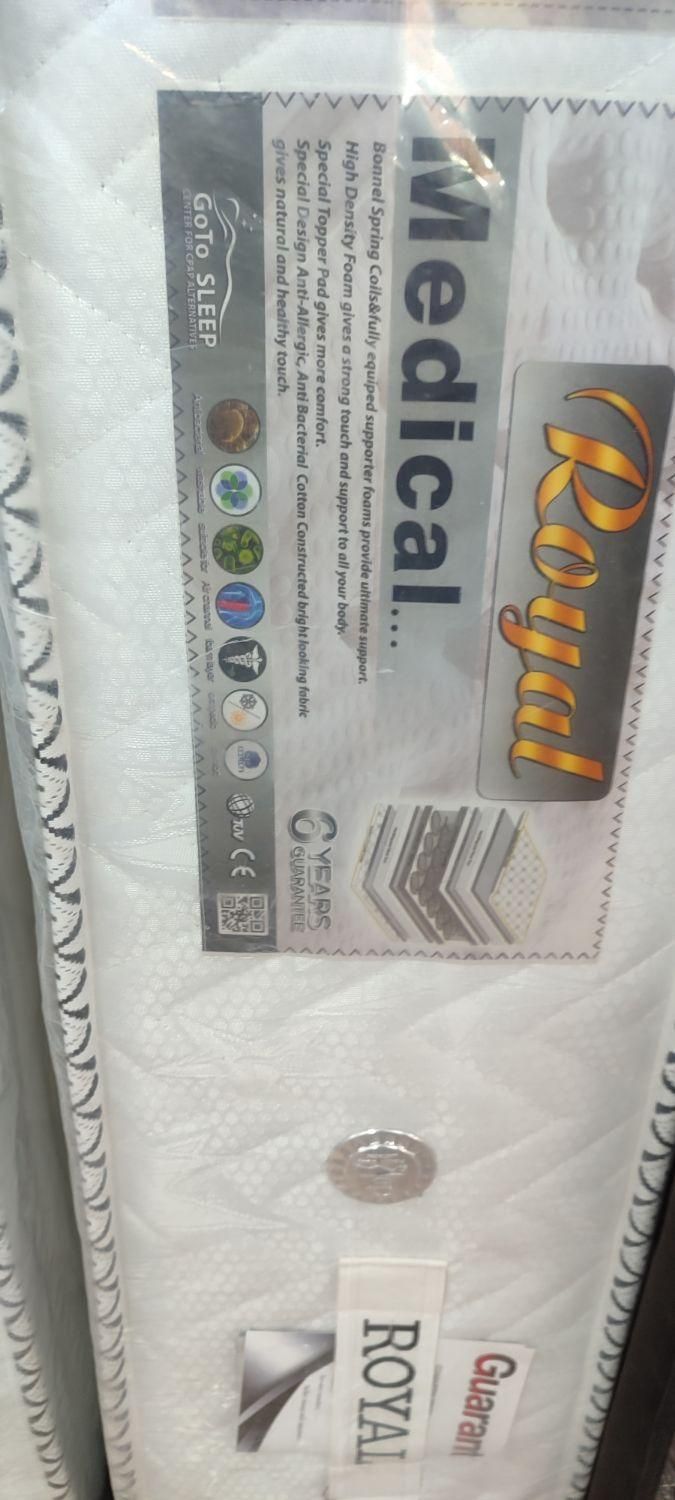 Royal
Medical...
Bonnel Spring Coils&fully equiped supporter foams provide ultimate support.
High Density Foam gives a strong touch and support to all your body.
Special Topper Pad gives more comfort.
Special Design Anti-Allergic, Anti Bacterial Cotton Constructed bright looking fabric
gives natural and healthy touch.
6 YEARS
GUARANTEE
GoTo SLEEP
CENTER FOR CPAP ALTERNATIVES
Air channel
TUV CE
Guarant
ROYAL